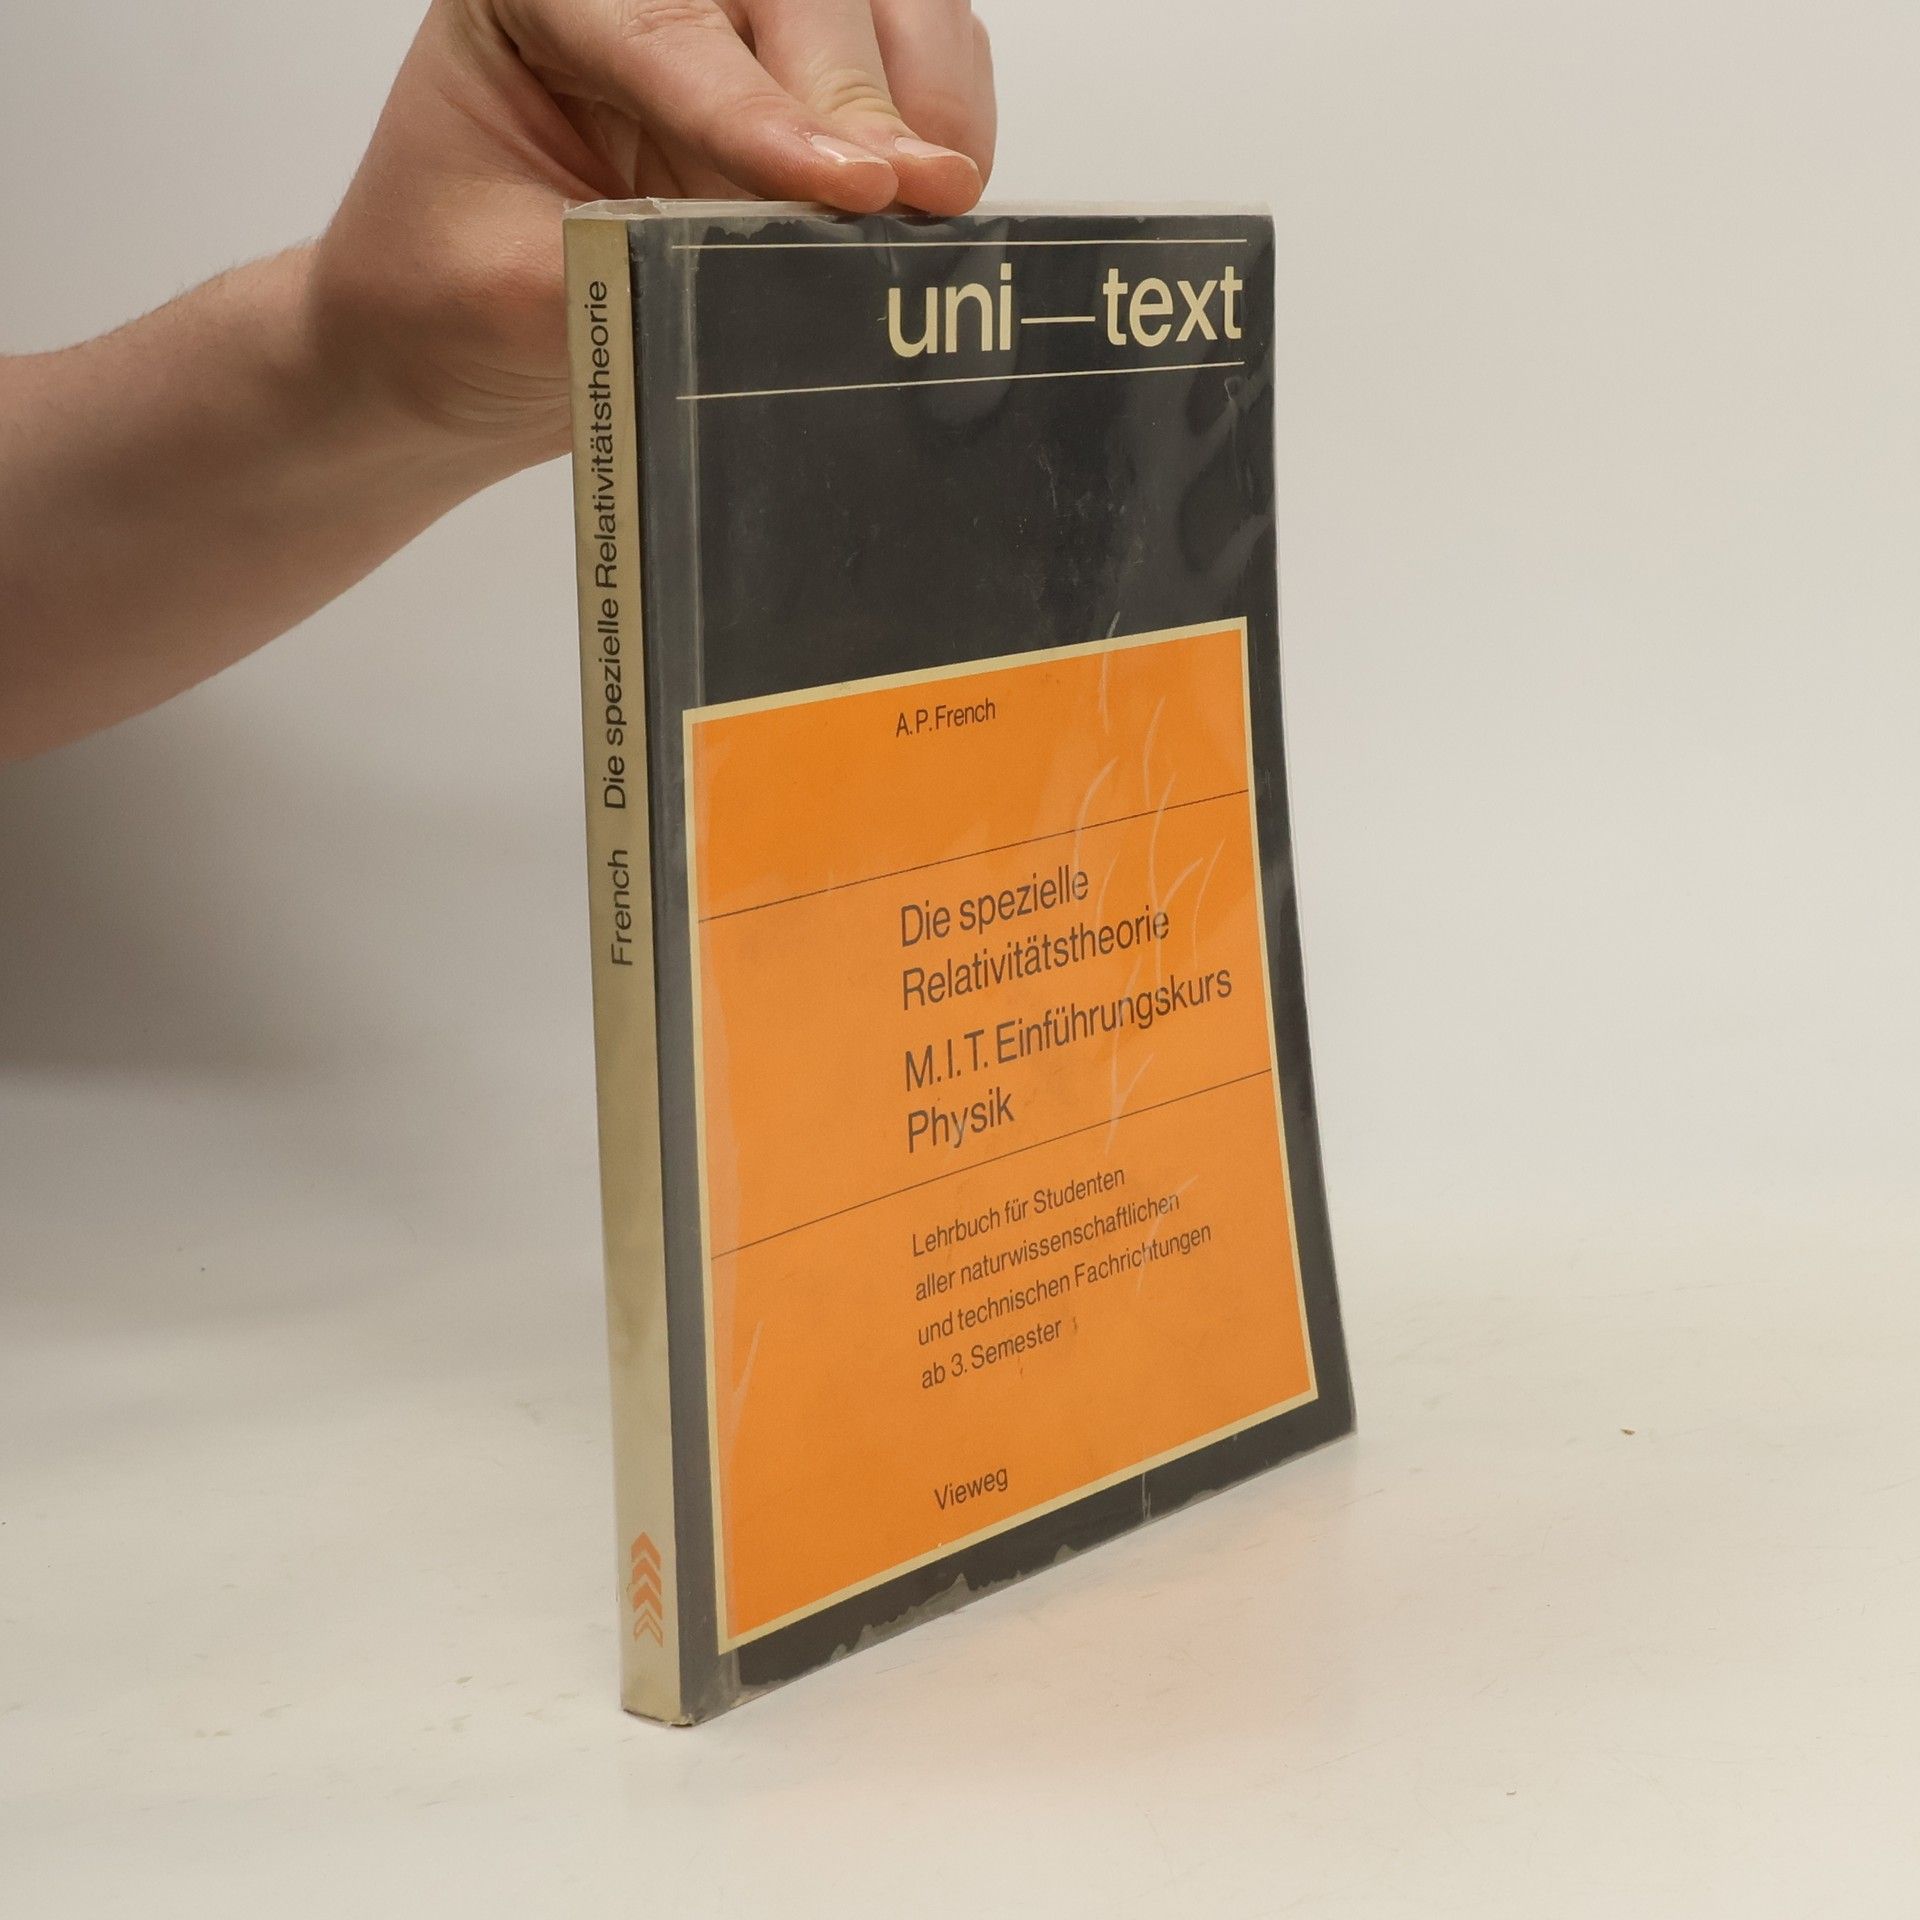 uni—text
A.P. French
Die spezielle
Relativitätstheorie
M.I.T. Einführungskurs
Physik
Lehrbuch für Studenten
aller naturwissenschaftlichen
und technischen Fachrichtungen
ab 3. Semester
Vieweg
French Die spezielle Relativitätstheorie